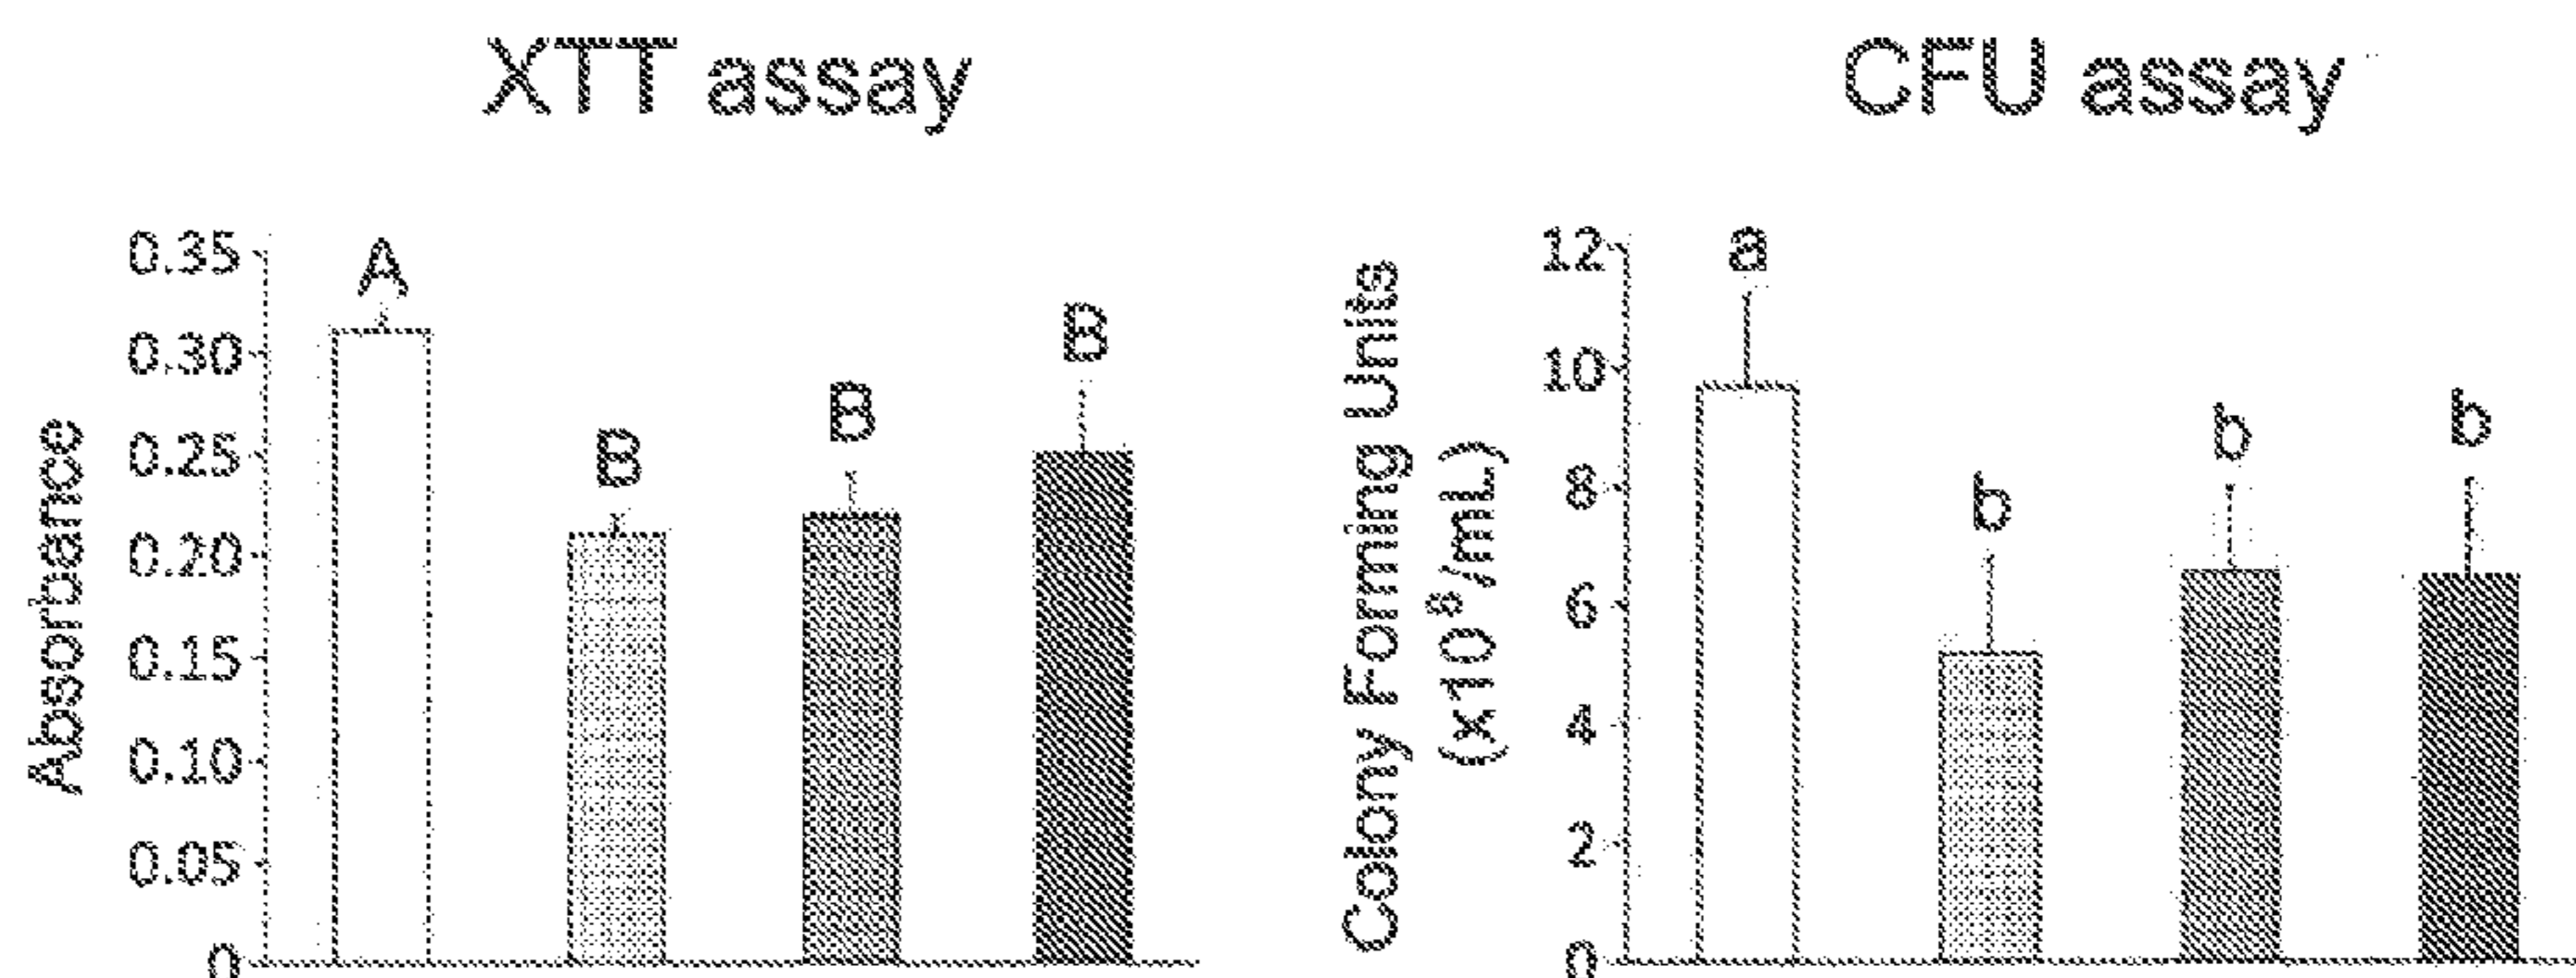 XTT assay
Absorbance
0.35
0.30
0.25
0.20
0.15
0.10
0.05
0
A
B
B
B
CFU assay
Colony Forming Units
(x10⁸/mL)
12
10
8
6
4
2
0
a
b
b
b